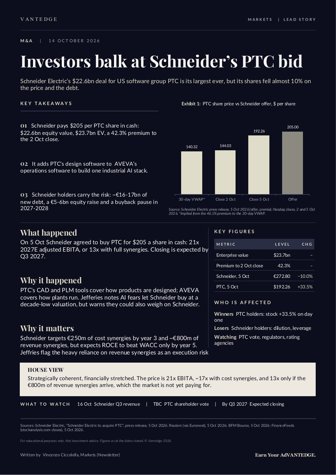 VANTEDGE
MARKETS | LEAD STORY
M&A | 14 OCTOBER 2026
Investors balk at Schneider's PTC bid
Schneider Electric's $22.6bn deal for US software group PTC is its largest ever, but its shares fell almost 10% on
the price and the debt.
KEY TAKEAWAYS
01 Schneider pays $205 per PTC share in cash:
$22.6bn equity value, $23.7bn EV, a 42.3% premium to
the 2 Oct close.
02 It adds PTC's design software to AVEVA's
operations software to build one industrial AI stack.
03 Schneider holders carry the risk: ~€16-17bn of
new debt, a €5-6bn equity raise and a buyback pause in
2027-2028
Exhibit 1: PTC share price vs Schneider offer, $ per share
140.32
144.03
192.26
205.00
30-day VWAP*
Close 2 Oct
Close 5 Oct
Offer
What happened
On 5 Oct Schneider agreed to buy PTC for $205 a share in cash: 21x
2027E adjusted EBITA, or 13x with full synergies. Closing is expected by
Q3 2027.
Why it happened
PTC's CAD and PLM tools cover how products are designed; AVEVA
covers how plants run. Jefferies notes AI fears let Schneider buy at a
decade-low valuation, but warns they could also weigh on Schneider.
Why it matters
Schneider targets €250m of cost synergies by year 3 and ~€800m of
revenue synergies, but expects ROCE to beat WACC only by year 5.
Jeffries flag the heavy reliance on revenue synergies as an execution risk
KEY FIGURES
METRIC LEVEL CHG
Enterprise value $23.7bn –
Premium to 2 Oct close 42.3% –
Schneider, 5 Oct €272.80 −10.0%
PTC, 5 Oct $192.26 +33.5%
WHO IS AFFECTED
Winners PTC holders: stock +33.5% on day
one
Losers Schneider holders: dilution, leverage
Watching PTC vote, regulators, rating
agencies
HOUSE VIEW
Strategically coherent, financially stretched. The price is 21x EBITA, ~17x with cost synergies, and 13x only if the
€800m of revenue synergies arrive, which the market is not yet paying for.
WHAT TO WATCH 16 Oct Schneider Q3 revenue | TBC PTC shareholder vote | By Q3 2027 Expected closing
Written by Vincenzo Ciccolella, Markets (Newsletter)
Earn Your ADVANTEDGE.